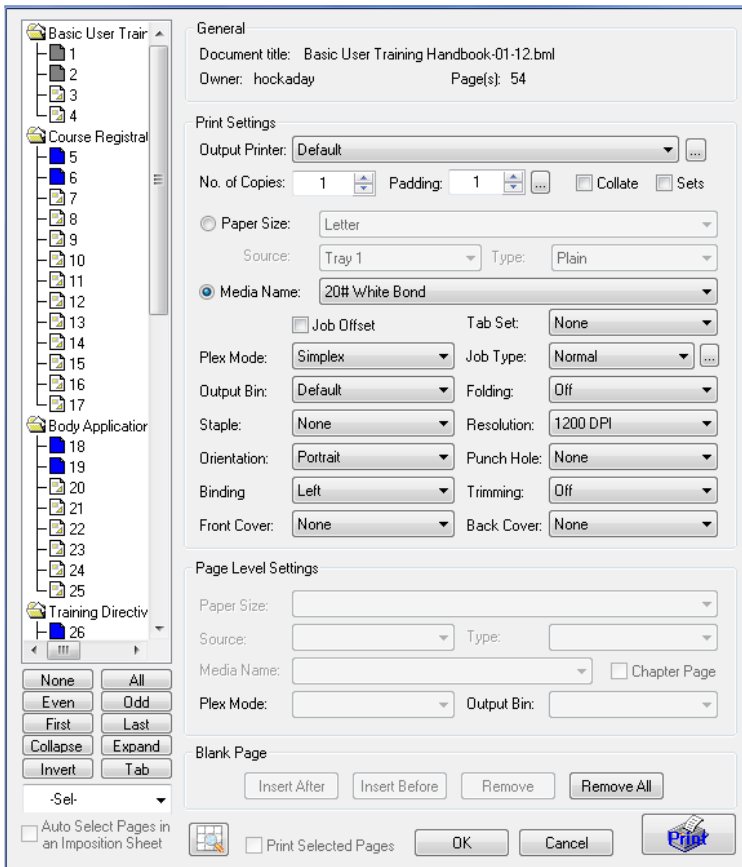 Basic User Trair
1
2
3
4
Course Registrat
5
6
7
8
9
10
11
12
13
14
15
16
17
Body Application
18
19
20
21
22
23
24
25
Training Directiv
26
None All
Even Odd
First Last
Collapse Expand
Invert Tab
-Sel-
Auto Select Pages in
an Imposition Sheet
General
Document title: Basic User Training Handbook-01-12.bml
Owner: hockaday Page(s): 54
Print Settings
Output Printer: Default ...
No. of Copies: 1 Padding: 1 ... Collate Sets
Paper Size: Letter
Source: Tray 1 Type: Plain
Media Name: 20# White Bond
Job Offset Tab Set: None
Plex Mode: Simplex Job Type: Normal ...
Output Bin: Default Folding: Off
Staple: None Resolution: 1200 DPI
Orientation: Portrait Punch Hole: None
Binding Left Trimming: Off
Front Cover: None Back Cover: None
Page Level Settings
Paper Size:
Source: Type:
Media Name: Chapter Page
Plex Mode: Output Bin:
Blank Page
Insert After Insert Before Remove Remove All
Print Selected Pages OK Cancel Print